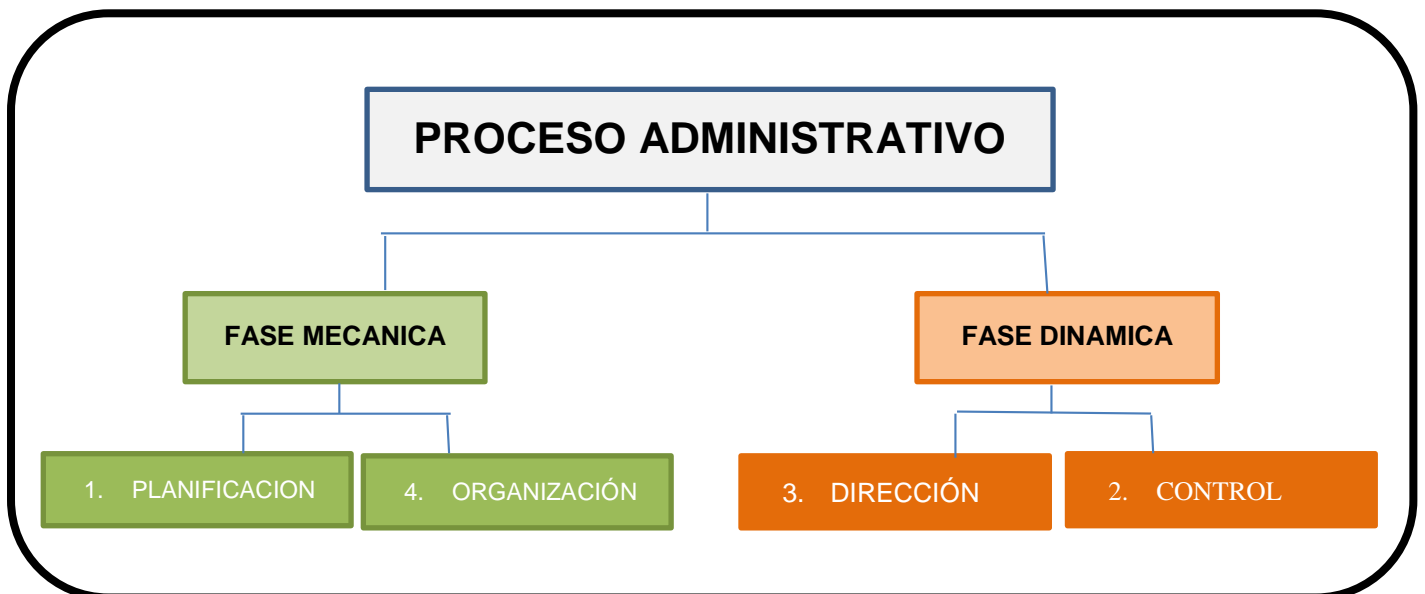 PROCESO ADMINISTRATIVO
FASE MECANICA
FASE DINAMICA
1. PLANIFICACION
4. ORGANIZACIÓN
3. DIRECCIÓN
2. CONTROL